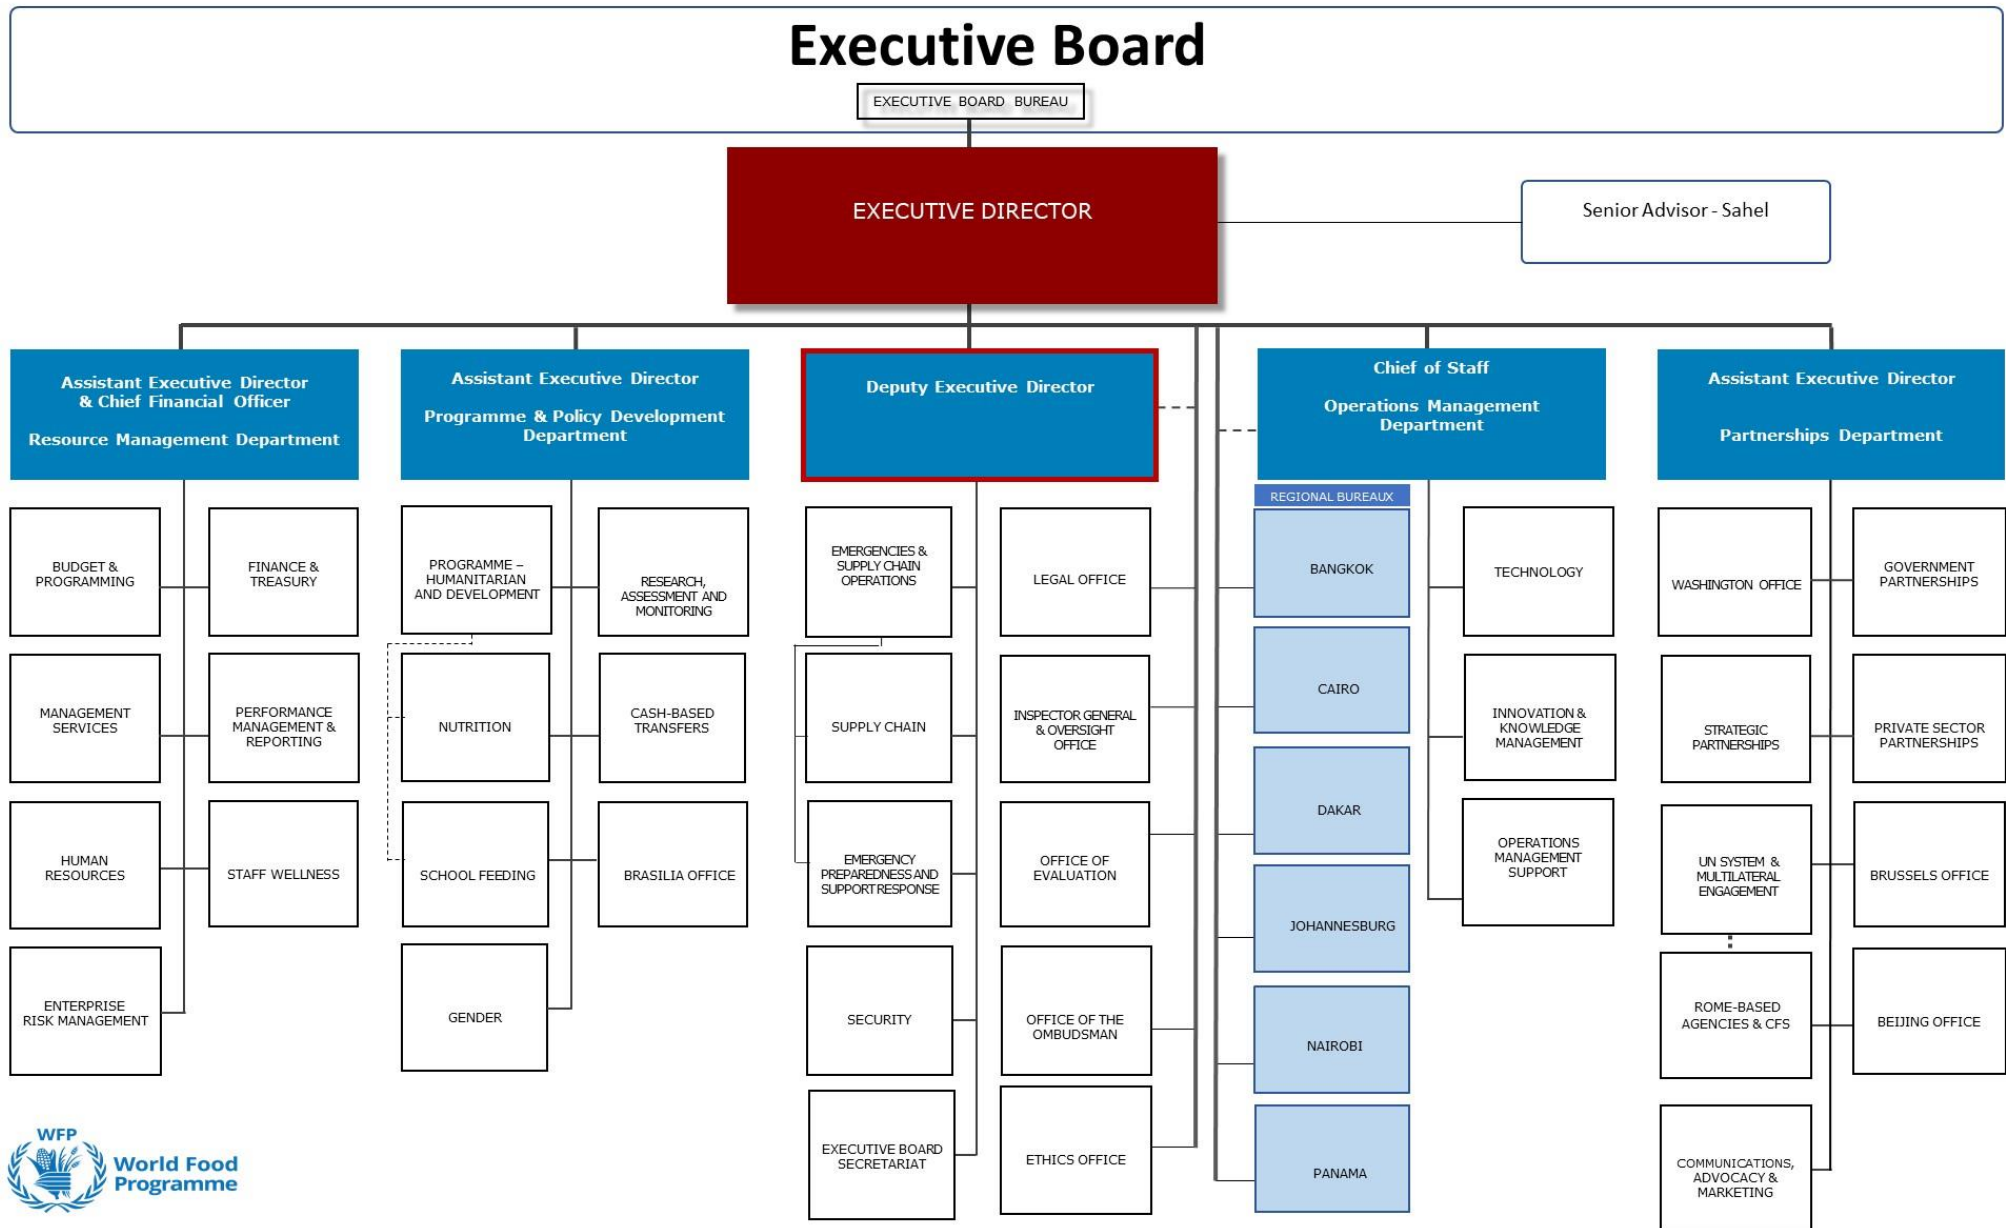 Executive Board
EXECUTIVE BOARD BUREAU
EXECUTIVE DIRECTOR
Senior Advisor - Sahel
Assistant Executive Director
& Chief Financial Officer
Resource Management Department
Assistant Executive Director
Programme & Policy Development
Department
Deputy Executive Director
Chief of Staff
Operations Management
Department
Assistant Executive Director
Partnerships Department
BUDGET &
PROGRAMMING
FINANCE &
TREASURY
MANAGEMENT
SERVICES
PERFORMANCE
MANAGEMENT &
REPORTING
HUMAN
RESOURCES
STAFF WELLNESS
ENTERPRISE
RISK MANAGEMENT
PROGRAMME –
HUMANITARIAN
AND DEVELOPMENT
RESEARCH,
ASSESSMENT AND
MONITORING
NUTRITION
CASH-BASED
TRANSFERS
SCHOOL FEEDING
BRASILIA OFFICE
GENDER
EMERGENCIES &
SUPPLY CHAIN
OPERATIONS
LEGAL OFFICE
SUPPLY CHAIN
INSPECTOR GENERAL
& OVERSIGHT
OFFICE
EMERGENCY
PREPAREDNESS AND
SUPPORT RESPONSE
OFFICE OF
EVALUATION
SECURITY
OFFICE OF THE
OMBUDSMAN
EXECUTIVE BOARD
SECRETARIAT
ETHICS OFFICE
REGIONAL BUREAUX
BANGKOK
CAIRO
DAKAR
JOHANNESBURG
NAIROBI
PANAMA
TECHNOLOGY
INNOVATION &
KNOWLEDGE
MANAGEMENT
OPERATIONS
MANAGEMENT
SUPPORT
WASHINGTON OFFICE
GOVERNMENT
PARTNERSHIPS
STRATEGIC
PARTNERSHIPS
PRIVATE SECTOR
PARTNERSHIPS
UN SYSTEM &
MULTILATERAL
ENGAGEMENT
BRUSSELS OFFICE
ROME-BASED
AGENCIES & CFS
BEIJING OFFICE
COMMUNICATIONS,
ADVOCACY &
MARKETING
WFP
World Food
Programme